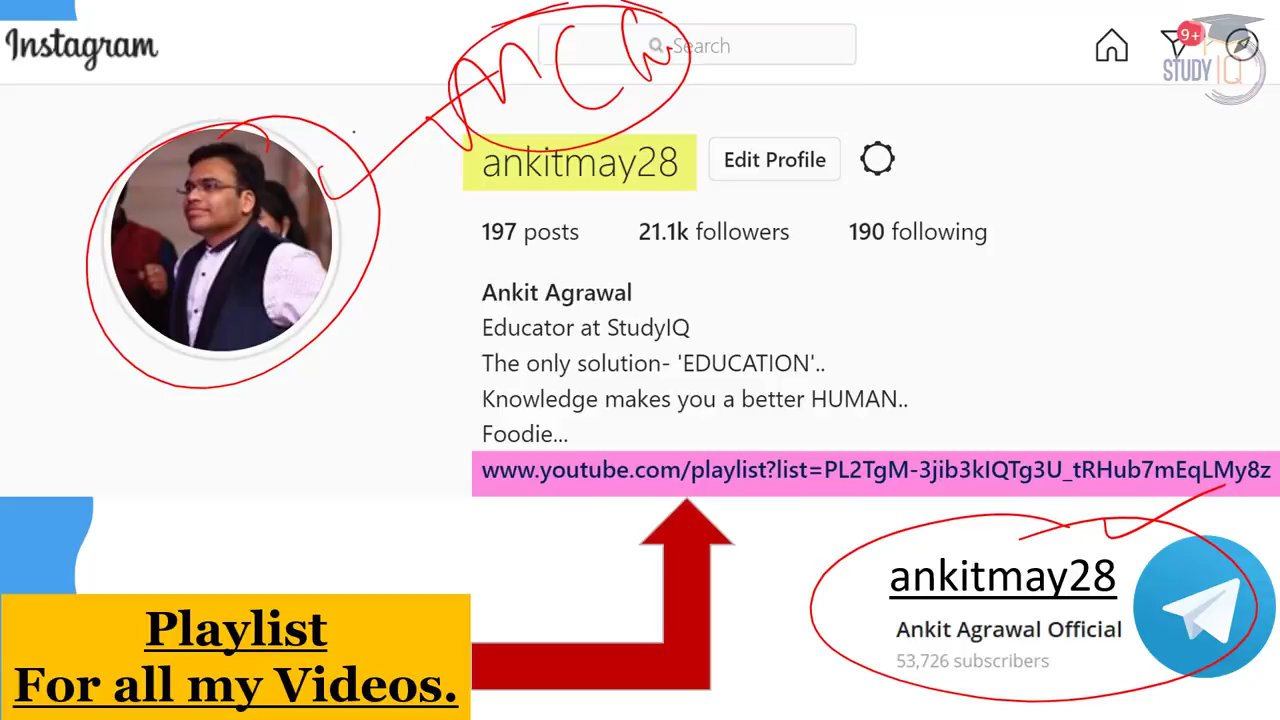 Instagram
Search
9+
STUDY IQ
ankitmay28
Edit Profile
197 posts 21.1k followers 190 following
Ankit Agrawal
Educator at StudyIQ
The only solution- 'EDUCATION'..
Knowledge makes you a better HUMAN..
Foodie...
www.youtube.com/playlist?list=PL2TgM-3jib3kIQTg3U_tRHub7mEqLMy8z
ankitmay28
Ankit Agrawal Official
53,726 subscribers
Playlist
For all my Videos.